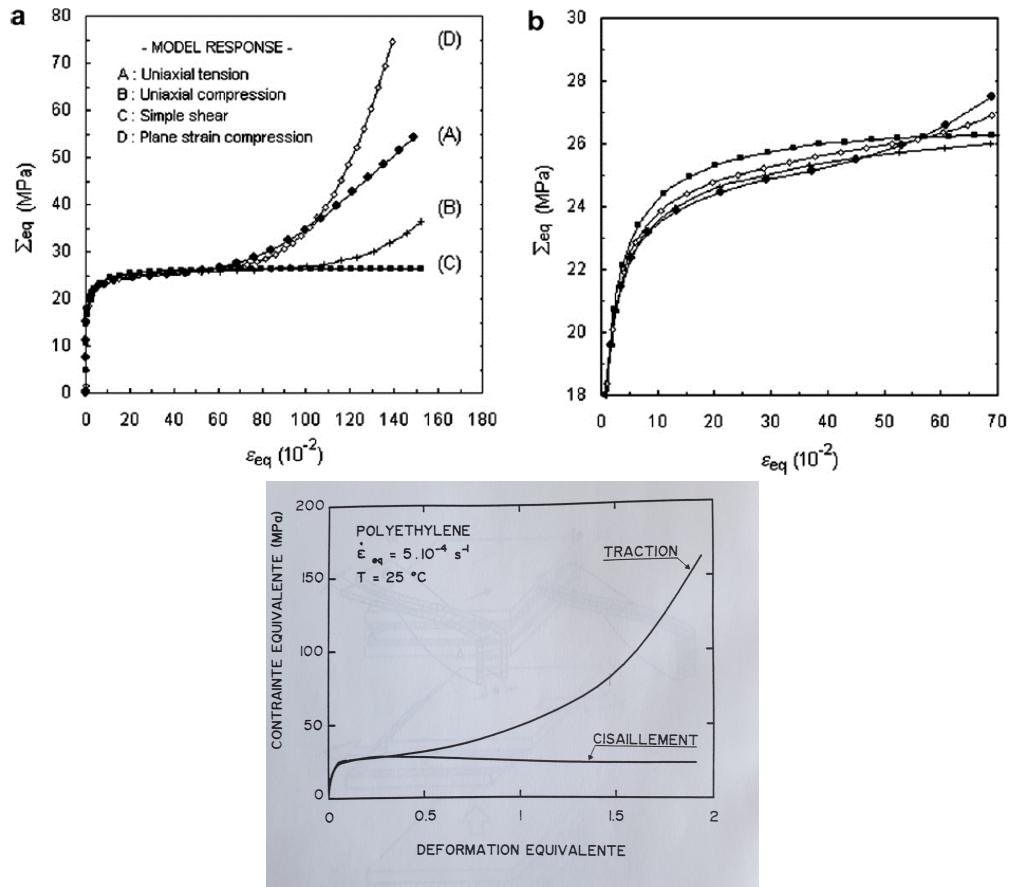 a
80
70
60
50
40
30
20
10
0
Σeq (MPa)
- MODEL RESPONSE -
A : Uniaxial tension
B : Uniaxial compression
C : Simple shear
D : Plane strain compression
(D)
(A)
(B)
(C)
0 20 40 60 80 100 120 140 160 180
εeq (10⁻²)
b
30
28
26
24
22
20
18
Σeq (MPa)
0 10 20 30 40 50 60 70
εeq (10⁻²)
200
150
100
50
0
CONTRAINTE EQUIVALENTE (MPa)
POLYETHYLENE
ε̇ eq = 5.10⁻⁴ s⁻¹
T = 25 °C
TRACTION
CISAILLEMENT
0 0.5 1 1.5 2
DEFORMATION EQUIVALENTE